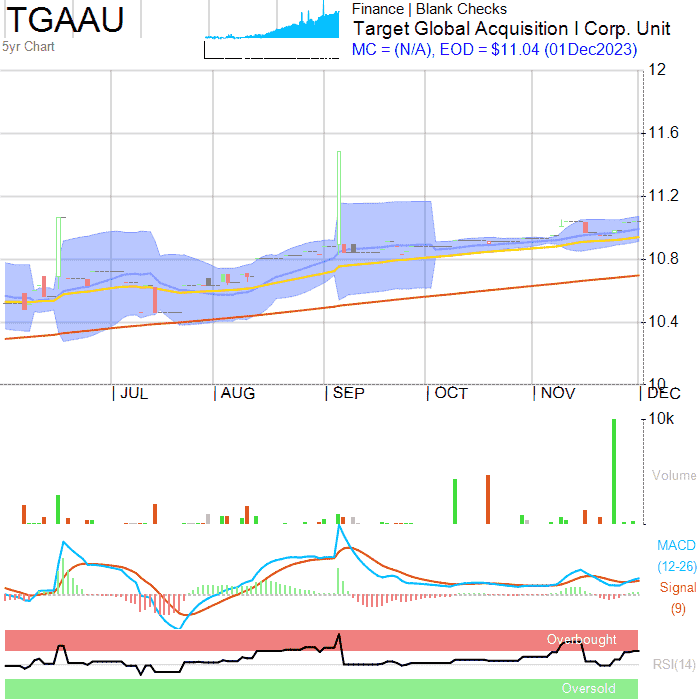 TGAAU
5yr Chart
Finance | Blank Checks
Target Global Acquisition I Corp. Unit
MC = (N/A), EOD = $11.04 (01Dec2023)
12
11.6
11.2
10.8
10.4
10
JUL AUG SEP OCT NOV DEC
10k
Volume
MACD
(12-26)
Signal
(9)
Overbought
RSI(14)
Oversold